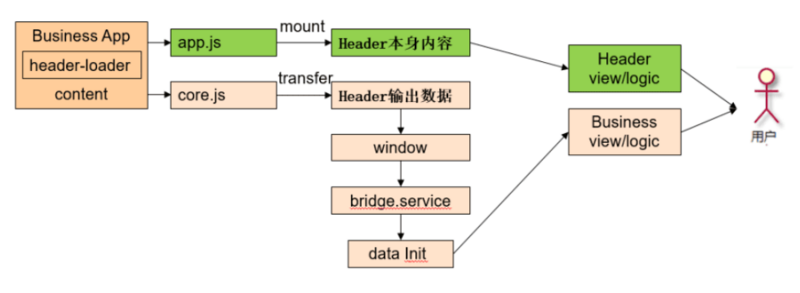 Business App
header-loader
content
app.js
core.js
mount
transfer
Header本身内容
Header输出数据
window
bridge.service
data Init
Header
view/logic
Business
view/logic
用户